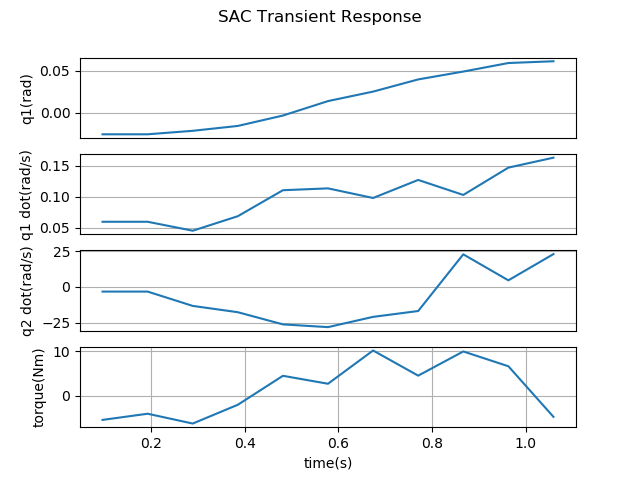 SAC Transient Response
q1(rad)
0.05
0.00
q1 dot(rad/s)
0.15
0.10
0.05
q2 dot(rad/s)
25
0
−25
torque(Nm)
10
0
0.2 0.4 0.6 0.8 1.0
time(s)